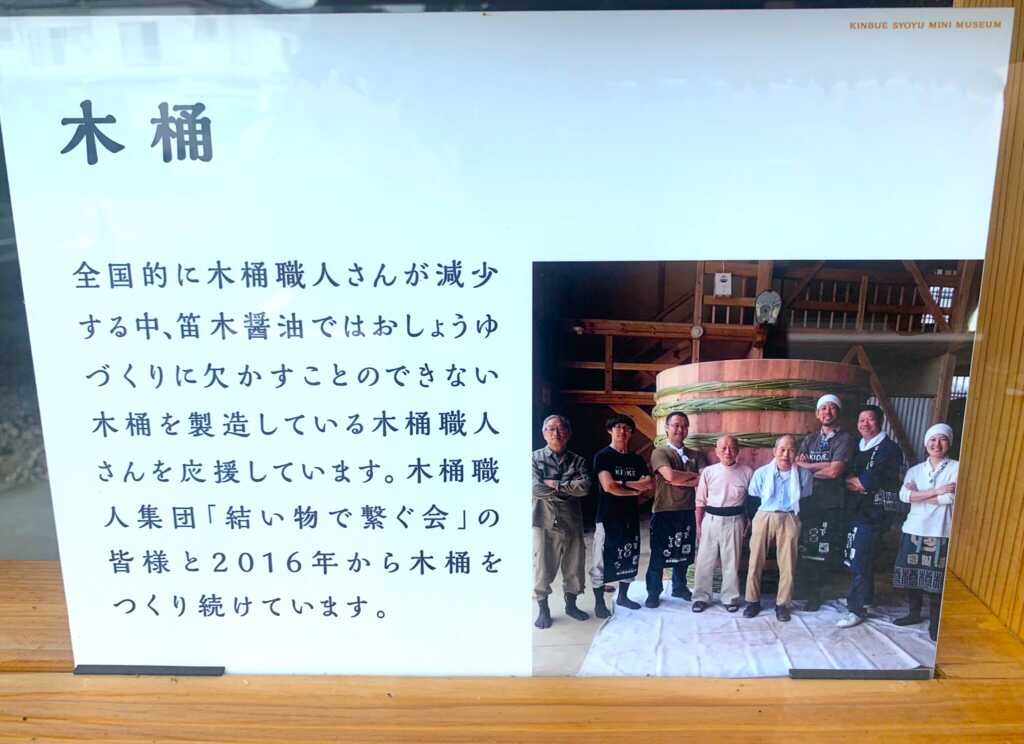 KINBUE SYOYU MINI MUSEUM
木桶
全国的に木桶職人さんが減少
する中、笛木醤油ではおしょうゆ
づくりに欠かすことのできない
木桶を製造している木桶職人
さんを応援しています。木桶職
人集団「結い物で繋ぐ会」の
皆様と2016年から木桶を
つくり続けています。